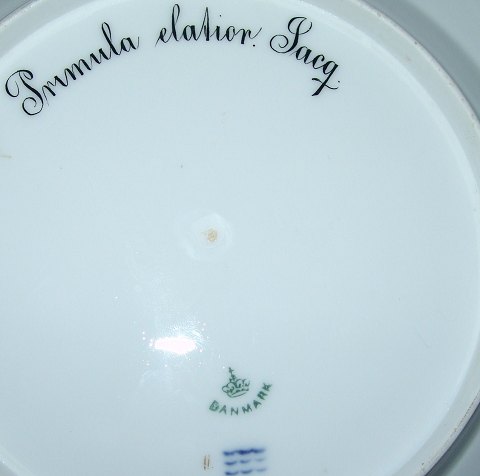 Primula elatior. Jacq.
DANMARK